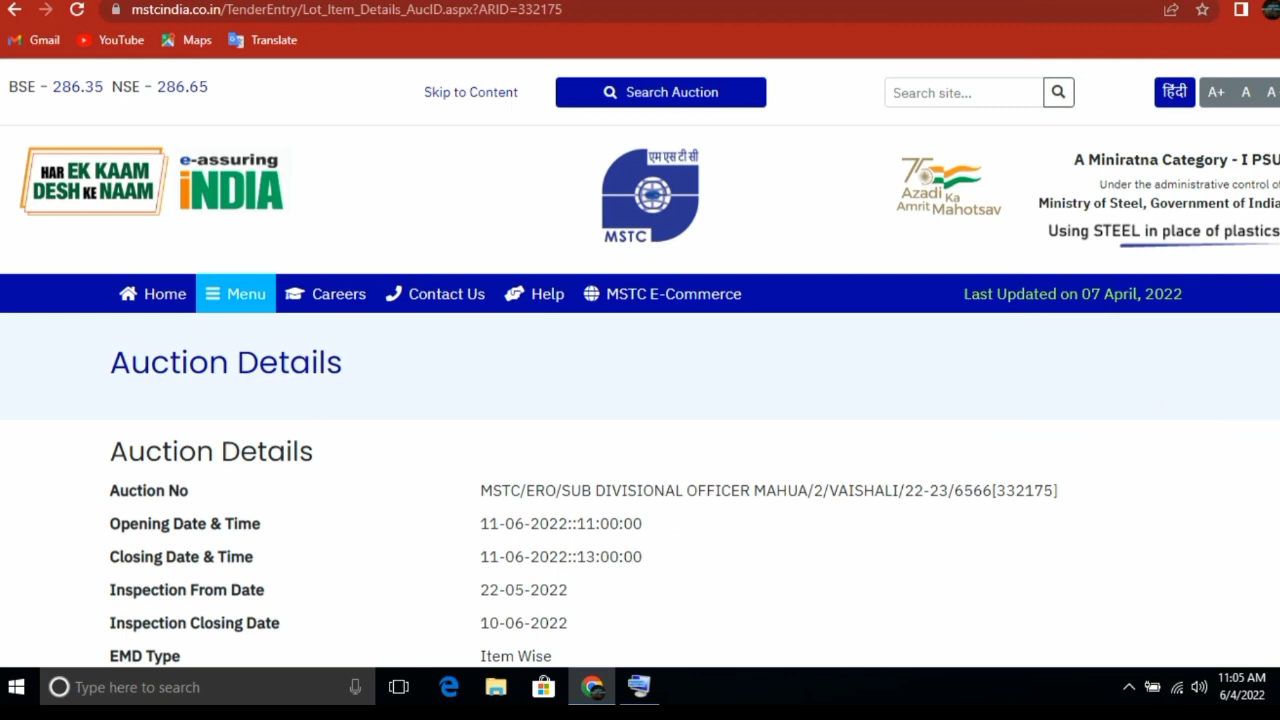 mstcindia.co.in/TenderEntry/Lot_Item_Details_AucID.aspx?ARID=332175
Gmail YouTube Maps Translate
BSE - 286.35 NSE - 286.65
Skip to Content
Search Auction
Search site...
हिंदी
A+ A A
HAR EK KAAM
DESH KE NAAM
e-assuring
iNDIA
एम एस टी सी
MSTC
75
Azadi Ka
Amrit Mahotsav
A Miniratna Category - I PSU
Under the administrative control of
Ministry of Steel, Government of India
Using STEEL in place of plastics
Home Menu Careers Contact Us Help MSTC E-Commerce Last Updated on 07 April, 2022
Auction Details
Auction Details
Auction No MSTC/ERO/SUB DIVISIONAL OFFICER MAHUA/2/VAISHALI/22-23/6566[332175]
Opening Date & Time 11-06-2022::11:00:00
Closing Date & Time 11-06-2022::13:00:00
Inspection From Date 22-05-2022
Inspection Closing Date 10-06-2022
EMD Type Item Wise
Type here to search
11:05 AM
6/4/2022